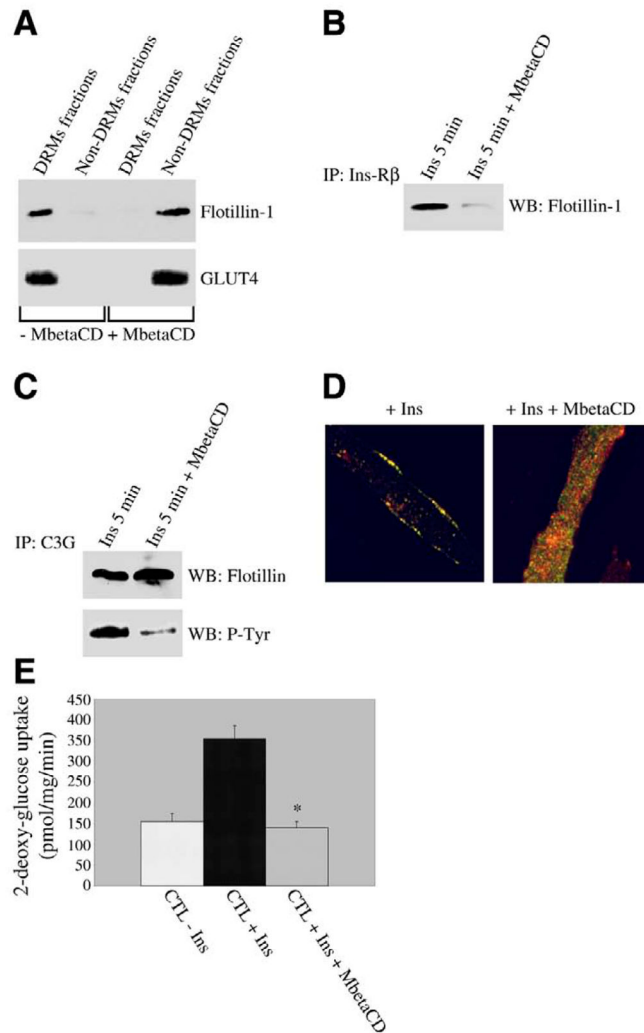 A
DRMs fractions
Non-DRMs fractions
DRMs fractions
Non-DRMs fractions
Flotillin-1
GLUT4
- MbetaCD + MbetaCD
B
Ins 5 min
Ins 5 min + MbetaCD
IP: Ins-Rβ
WB: Flotillin-1
C
Ins 5 min
Ins 5 min + MbetaCD
IP: C3G
WB: Flotillin
WB: P-Tyr
D
+ Ins
+ Ins + MbetaCD
E
2-deoxy-glucose uptake
(pmol/mg/min)
450
400
350
300
250
200
150
100
50
0
*
CTL - Ins
CTL + Ins
CTL + Ins + MbetaCD